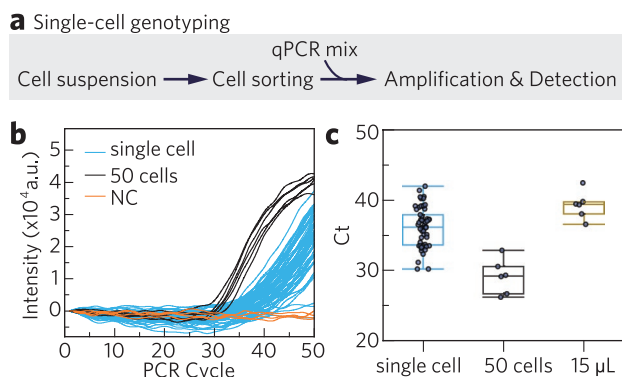 a Single-cell genotyping
qPCR mix
Cell suspension Cell sorting Amplification & Detection
b
single cell
50 cells
NC
Intensity (x10⁴ a.u.)
5
4
3
2
1
0
0 10 20 30 40 50
PCR Cycle
c
Ct
50
40
30
20
single cell 50 cells 15 µL